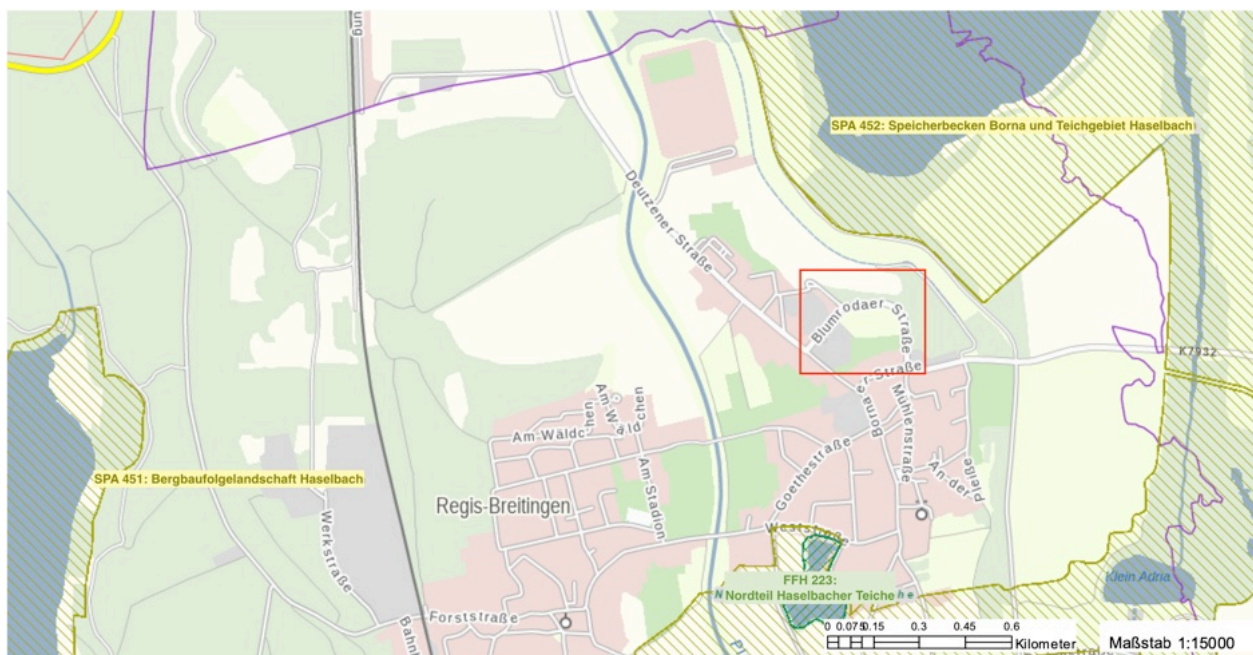 ung
SPA 452: Speicherbecken Borna und Teichgebiet Haselbach
Deutzener Straße
Blumrodaer Straße
K7932
Bornaer-Straße
Mühlenstraße
Am Wäldchen
Am Wäldchen
Am Stadion
Goethestraße
An der Pleiße
SPA 451: Bergbaufolgelandschaft Haselbach
Regis-Breitingen
Werkstraße
Weststraße
FFH 223:
Nordteil Haselbacher Teiche
Klein Adria
Forststraße
Bahnh
0 0.075 0.15 0.3 0.45 0.6
Kilometer
Maßstab 1:15000